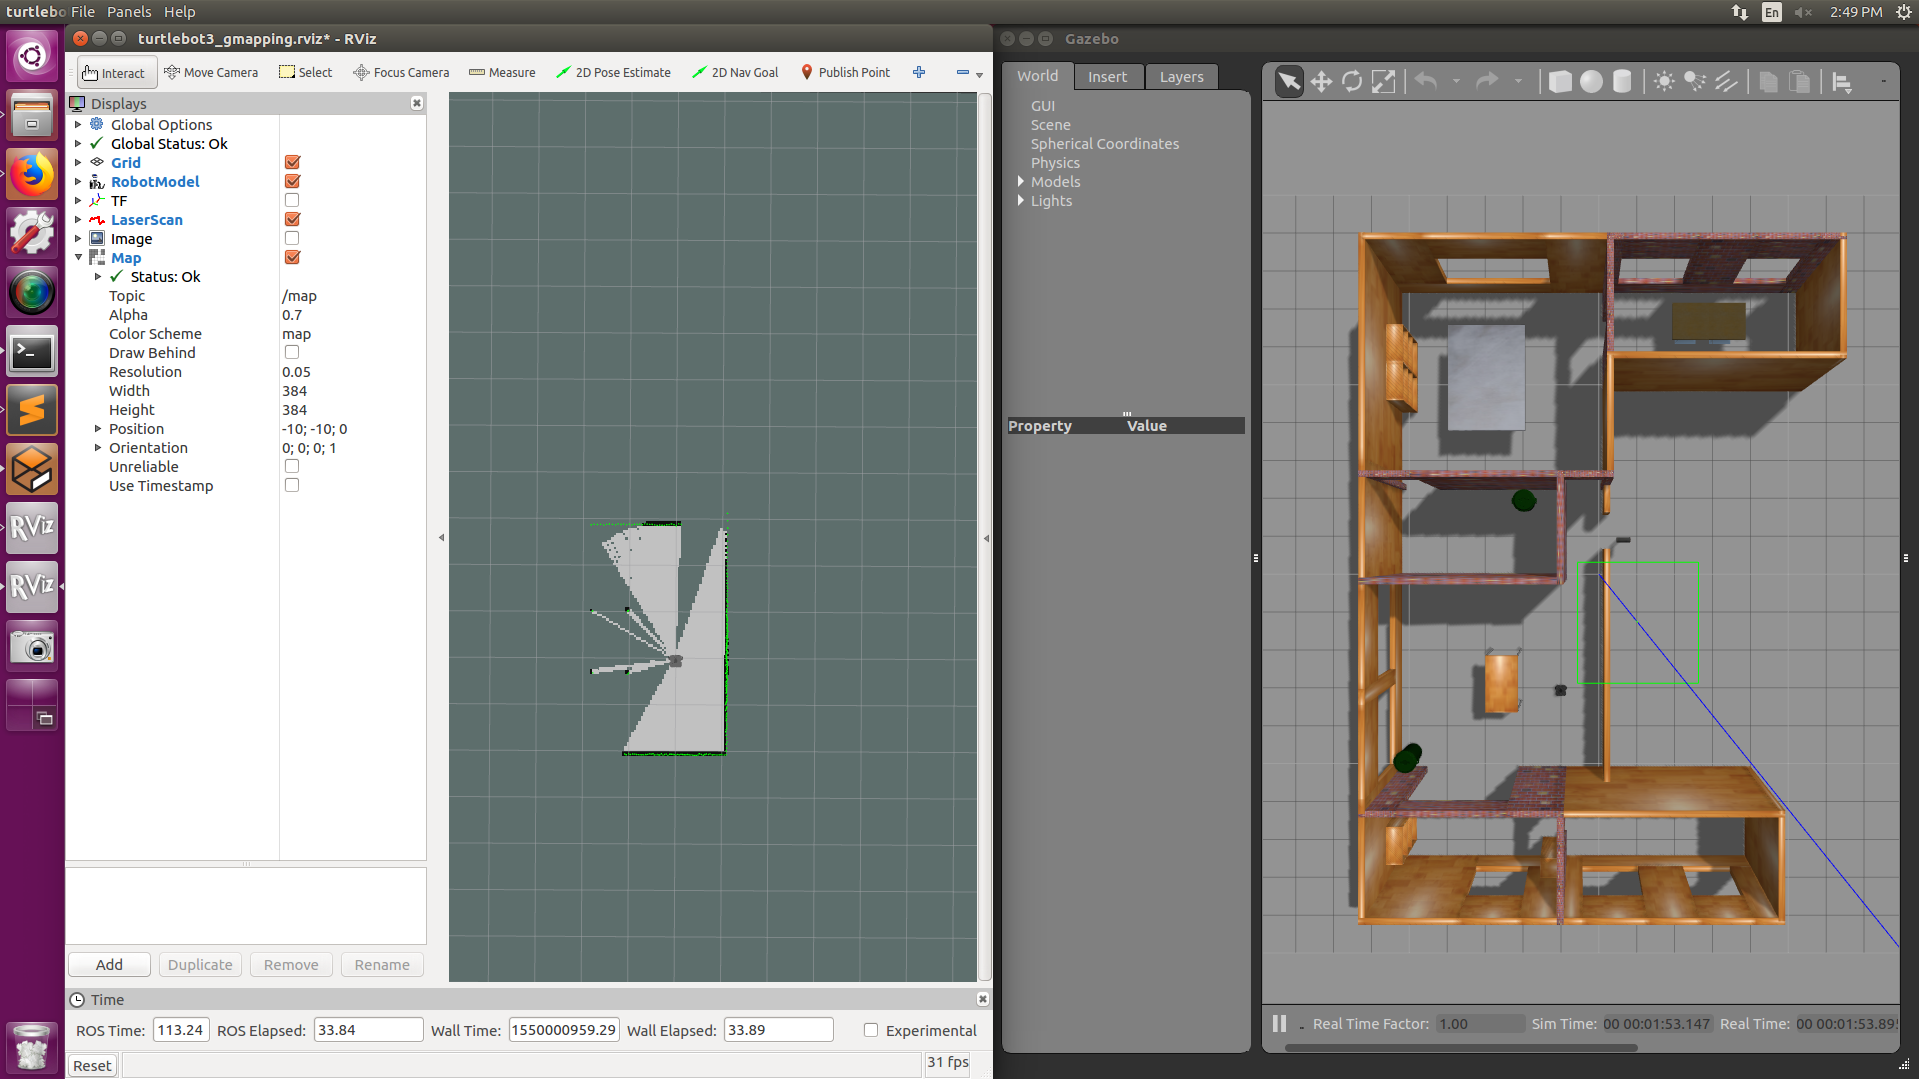 turtlebo File Panels Help
En 2:49 PM
turtlebot3_gmapping.rviz* - RViz
Interact Move Camera Select Focus Camera Measure 2D Pose Estimate 2D Nav Goal Publish Point
Displays
Global Options
Global Status: Ok
Grid
RobotModel
TF
LaserScan
Image
Map
Status: Ok
Topic /map
Alpha 0.7
Color Scheme map
Draw Behind
Resolution 0.05
Width 384
Height 384
Position -10; -10; 0
Orientation 0; 0; 0; 1
Unreliable
Use Timestamp
Add Duplicate Remove Rename
Time
ROS Time: 113.24 ROS Elapsed: 33.84 Wall Time: 1550000959.29 Wall Elapsed: 33.89 Experimental
Reset 31 fps
RViz
RViz
Gazebo
World Insert Layers
GUI
Scene
Spherical Coordinates
Physics
Models
Lights
Property Value
Real Time Factor: 1.00 Sim Time: 00 00:01:53.147 Real Time: 00 00:01:53.895